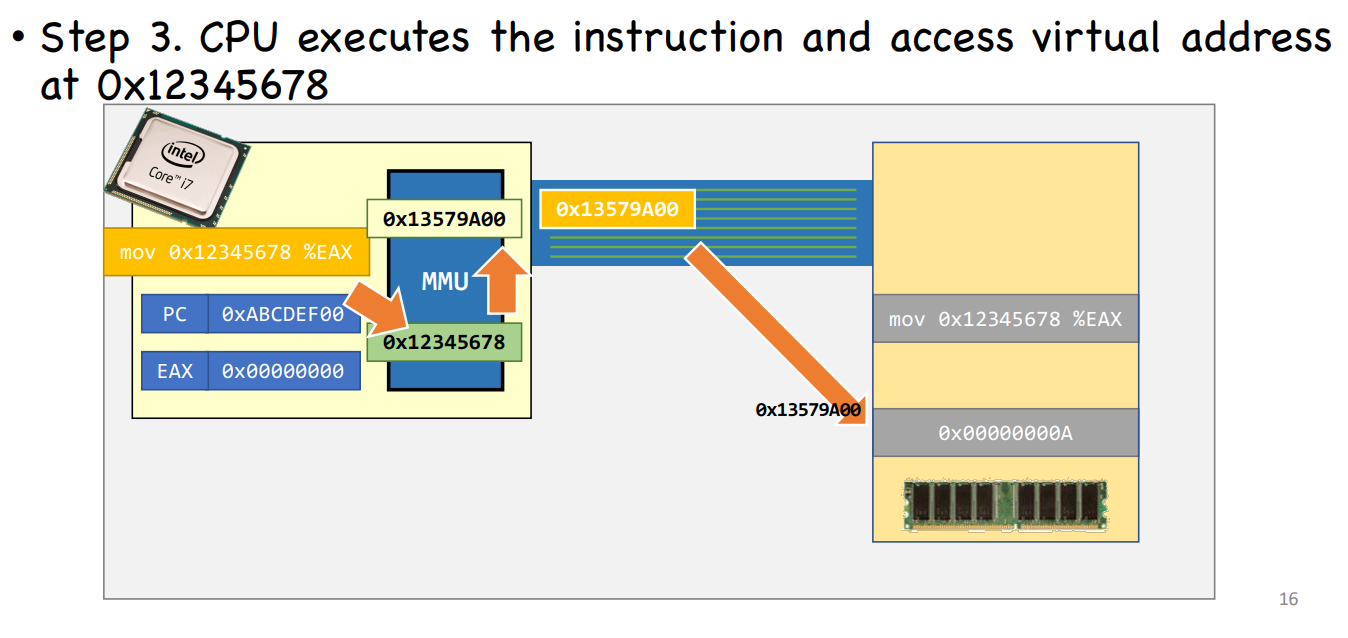 • Step 3. CPU executes the instruction and access virtual address
at 0x12345678
intel
Core™ i7
0x13579A00
0x13579A00
mov 0x12345678 %EAX
MMU
PC 0xABCDEF00
mov 0x12345678 %EAX
0x12345678
EAX 0x00000000
0x13579A00
0x00000000A
16